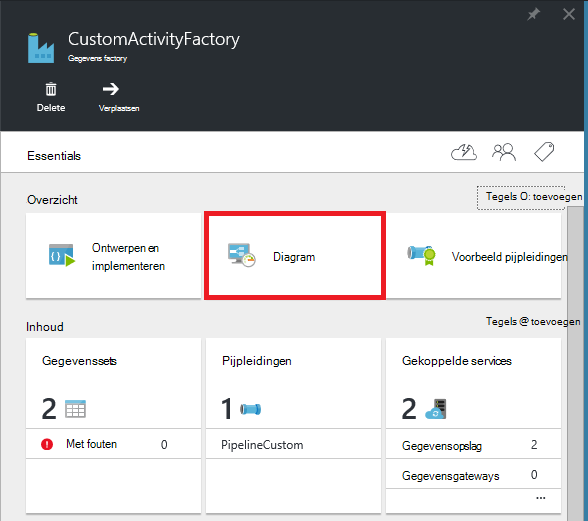 CustomActivityFactory
Gegevens factory
Delete
Verplaatsen
Essentials
Overzicht
Tegels O: toevoegen
Ontwerpen en
implementeren
Diagram
Voorbeeld pijpleidingen
Inhoud
Tegels @ toevoegen
Gegevenssets
Pijpleidingen
Gekoppelde services
2
1
2
Met fouten 0
PipelineCustom
Gegevensopslag 2
Gegevensgateways 0
...